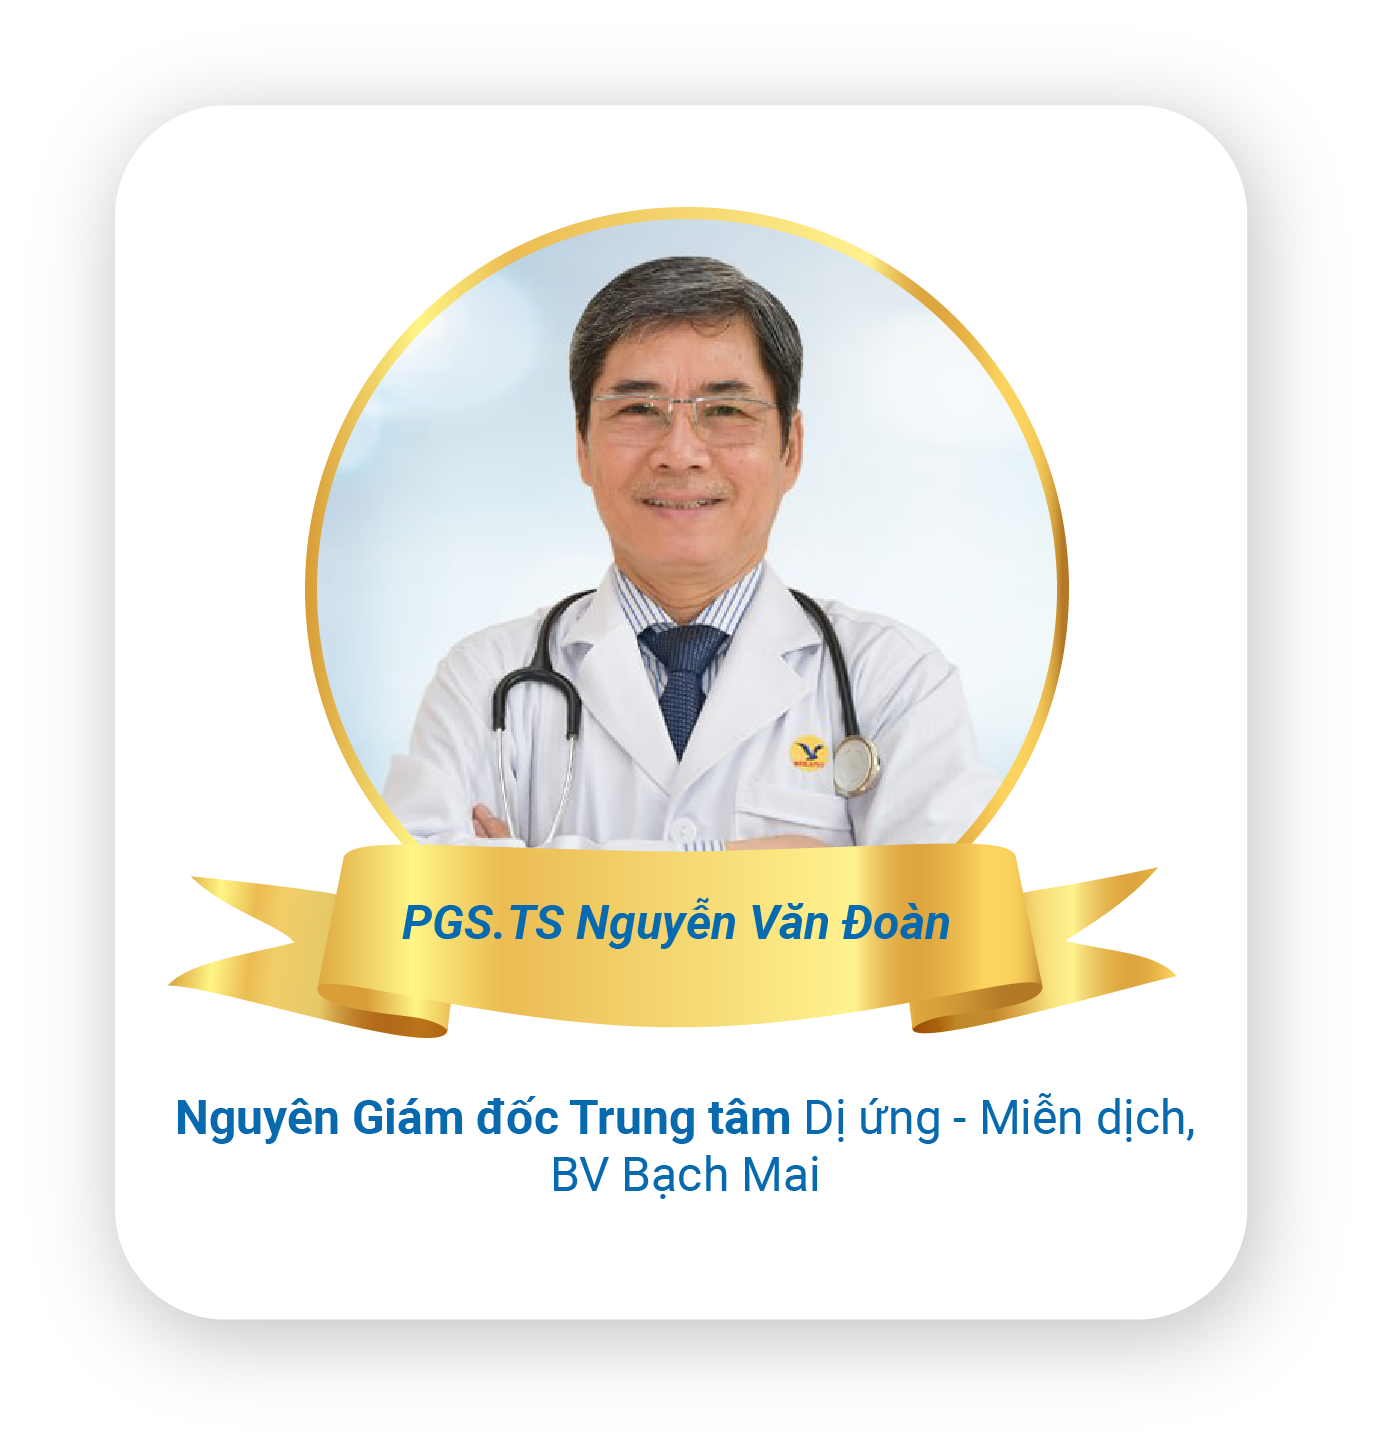 PGS.TS Nguyễn Văn Đoàn
Nguyên Giám đốc Trung tâm Dị ứng - Miễn dịch,
BV Bạch Mai